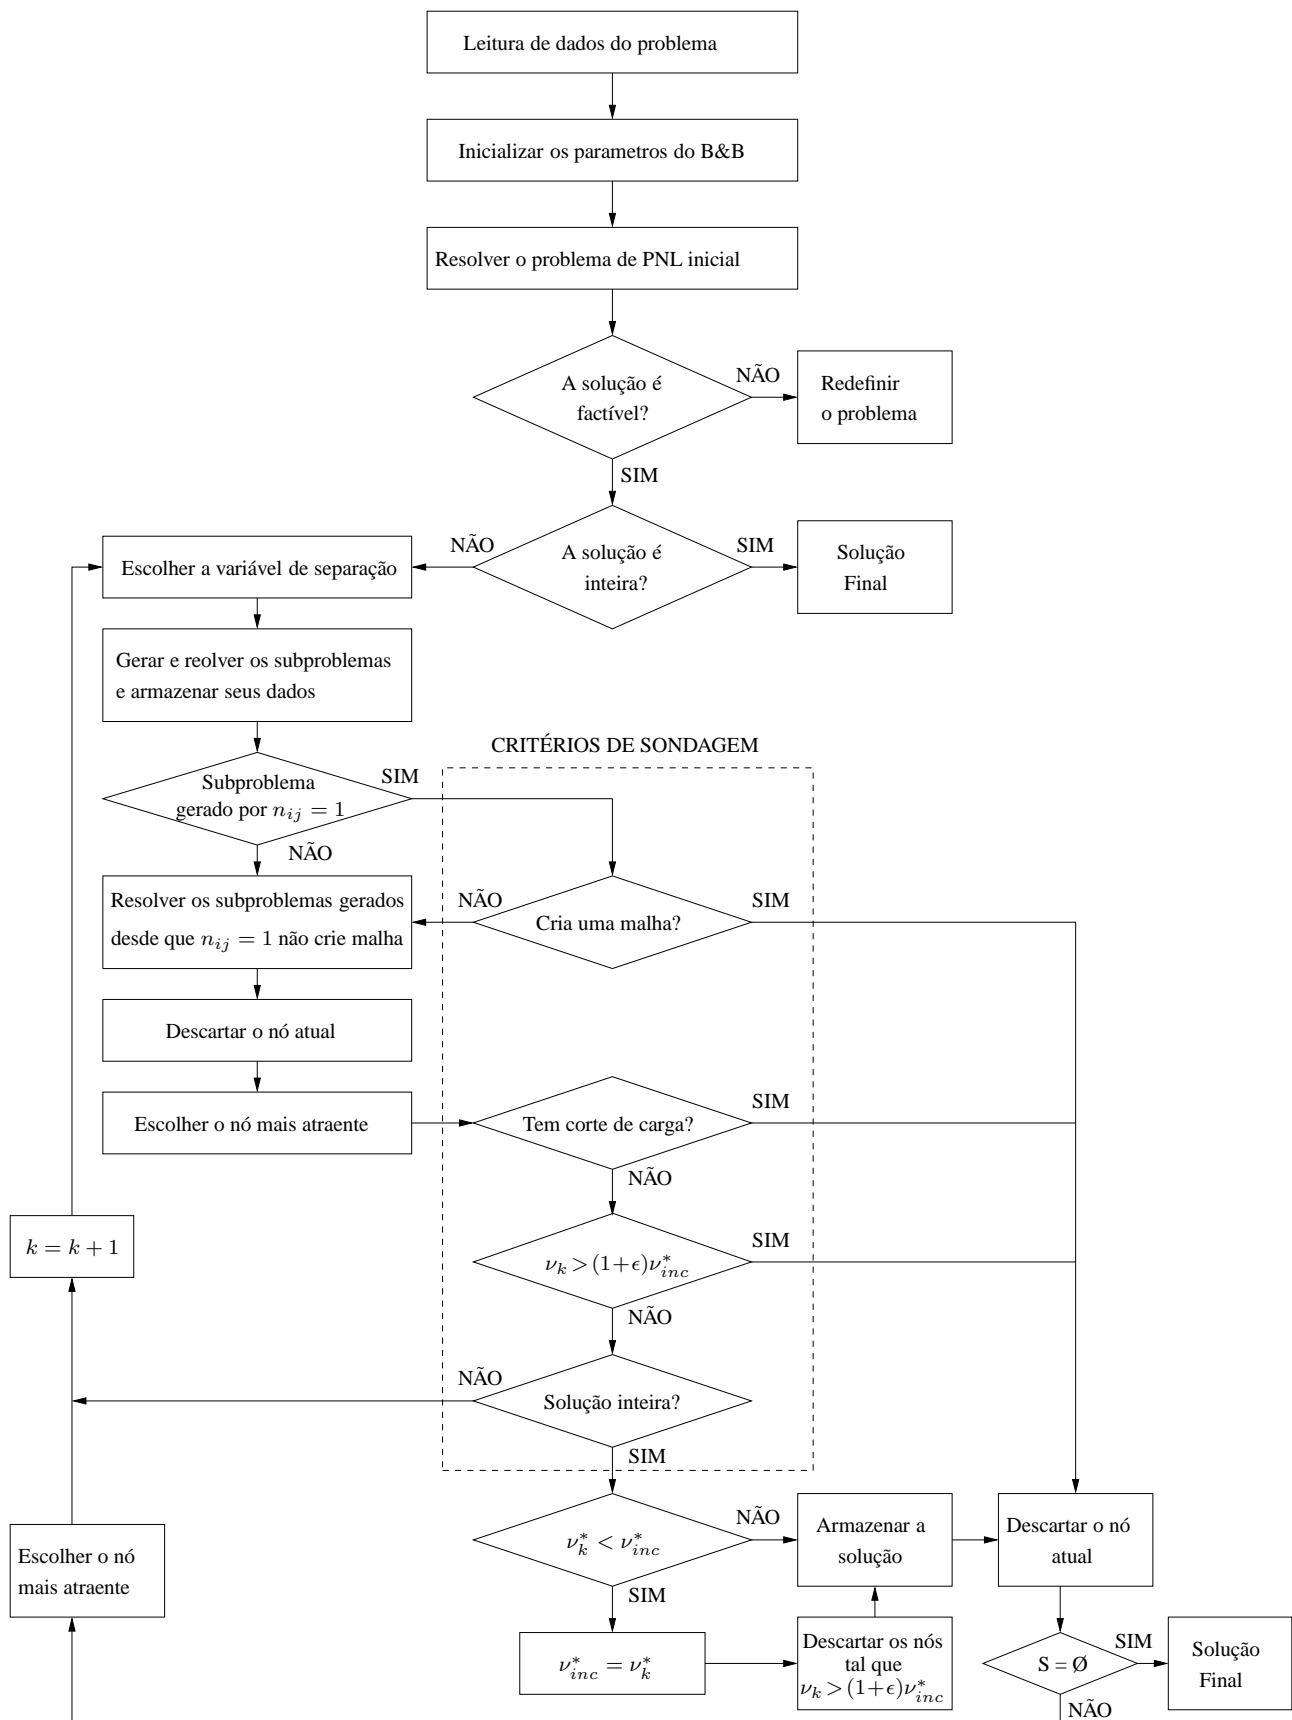 Leitura de dados do problema
Inicializar os parametros do B&B
Resolver o problema de PNL inicial
A solução é
factível?
NÃO
Redefinir
o problema
SIM
A solução é
inteira?
NÃO
SIM
Solução
Final
Escolher a variável de separação
Gerar e reolver os subproblemas
e armazenar seus dados
CRITÉRIOS DE SONDAGEM
Subproblema
gerado por n_{ij} = 1
SIM
NÃO
Resolver os subproblemas gerados
desde que n_{ij} = 1 não crie malha
NÃO
Cria uma malha?
SIM
Descartar o nó atual
Escolher o nó mais atraente
Tem corte de carga?
SIM
NÃO
k = k + 1
ν_k > (1+ϵ)ν*_{inc}
SIM
NÃO
NÃO
Solução inteira?
SIM
ν*_k < ν*_{inc}
NÃO
Armazenar a
solução
Descartar o nó
atual
Escolher o nó
mais atraente
SIM
ν*_{inc} = ν*_k
Descartar os nós
tal que
ν_k > (1+ϵ)ν*_{inc}
S = Ø
SIM
Solução
Final
NÃO